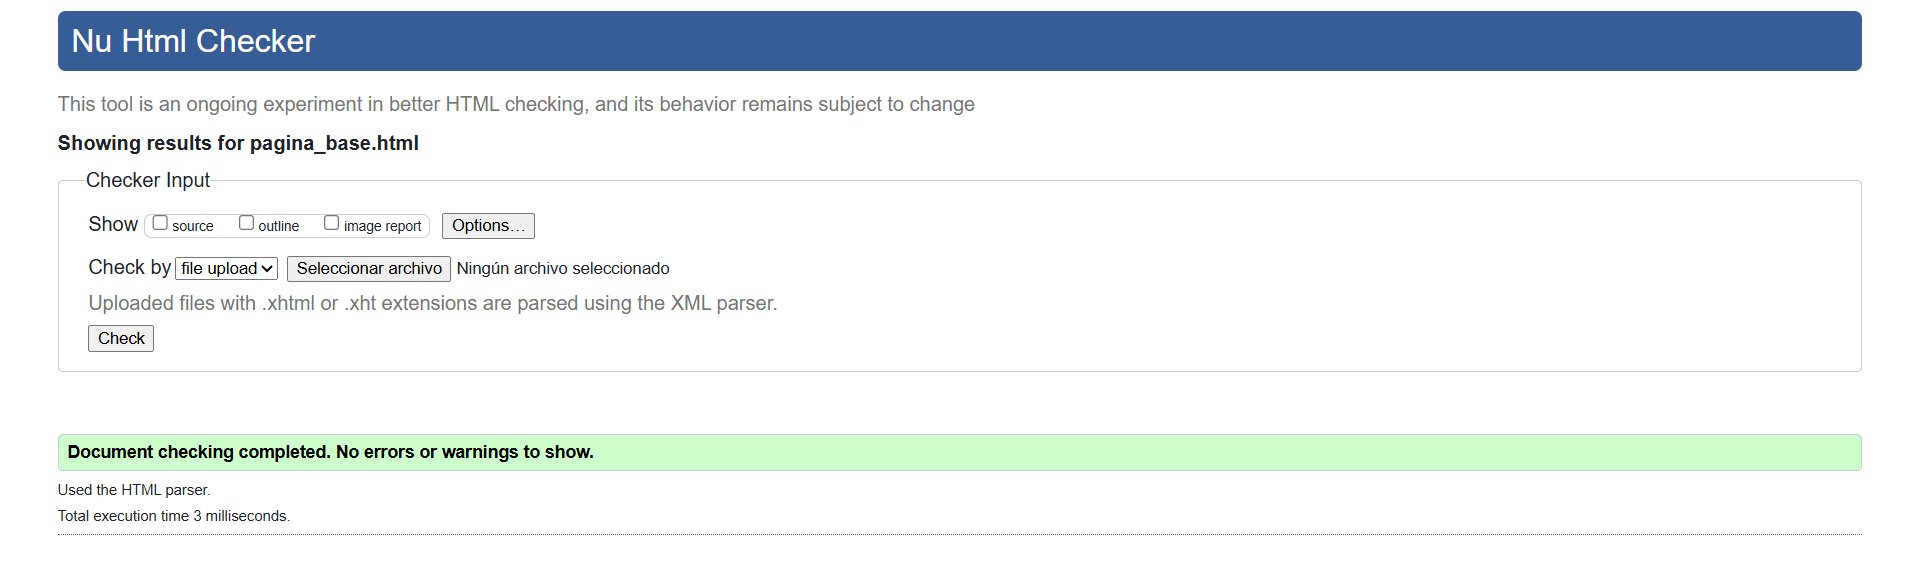 Nu Html Checker
This tool is an ongoing experiment in better HTML checking, and its behavior remains subject to change
Showing results for pagina_base.html
Checker Input
Show source outline image report Options...
Check by file upload Seleccionar archivo Ningún archivo seleccionado
Uploaded files with .xhtml or .xht extensions are parsed using the XML parser.
Check
Document checking completed. No errors or warnings to show.
Used the HTML parser.
Total execution time 3 milliseconds.